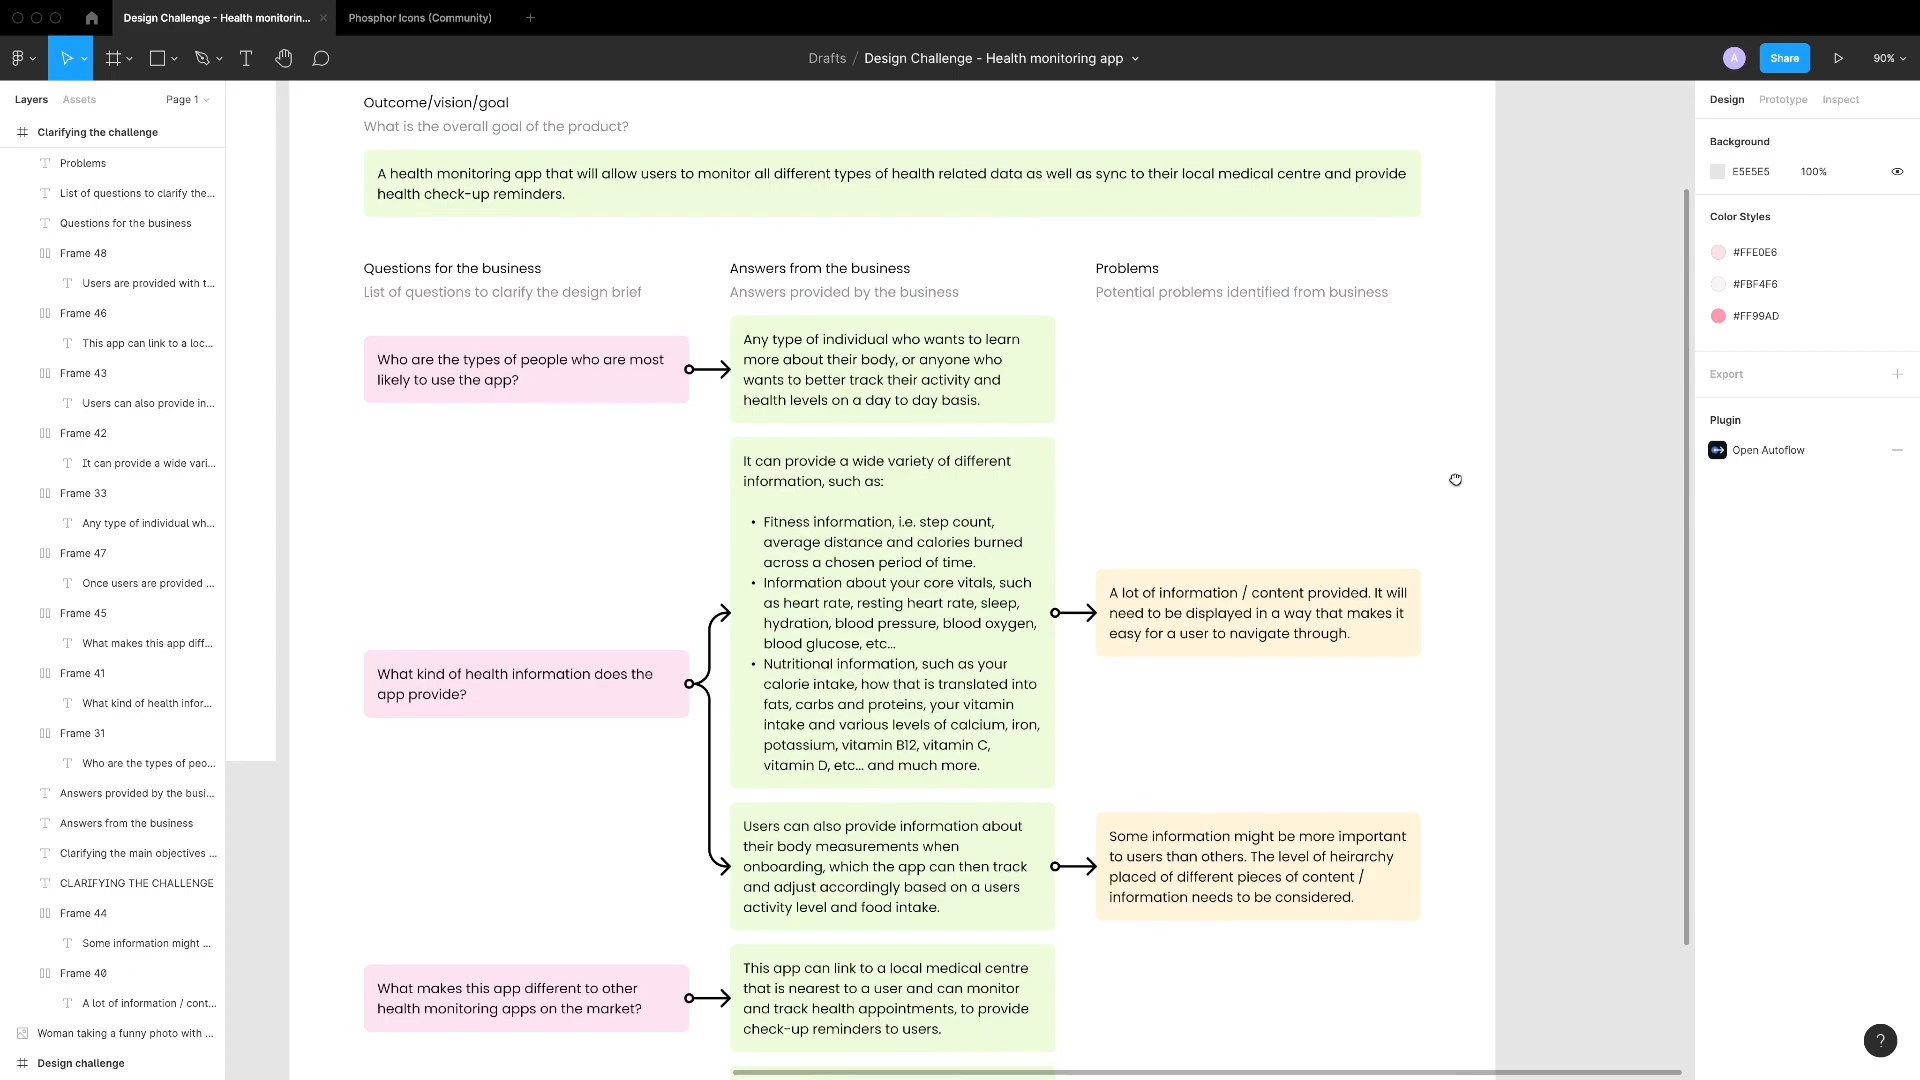 Design Challenge - Health monitorin...
Phosphor Icons (Community)
Drafts / Design Challenge - Health monitoring app
A
Share
90%
Layers
Assets
Page 1
Clarifying the challenge
Problems
List of questions to clarify the...
Questions for the business
Frame 48
Users are provided with t...
Frame 46
This app can link to a loc...
Frame 43
Users can also provide in...
Frame 42
It can provide a wide vari...
Frame 33
Any type of individual wh...
Frame 47
Once users are provided ...
Frame 45
What makes this app diff...
Frame 41
What kind of health infor...
Frame 31
Who are the types of peo...
Answers provided by the busi...
Answers from the business
Clarifying the main objectives ...
CLARIFYING THE CHALLENGE
Frame 44
Some information might ...
Frame 40
A lot of information / cont...
Woman taking a funny photo with ...
Design challenge
Outcome/vision/goal
What is the overall goal of the product?
A health monitoring app that will allow users to monitor all different types of health related data as well as sync to their local medical centre and provide
health check-up reminders.
Questions for the business
List of questions to clarify the design brief
Answers from the business
Answers provided by the business
Problems
Potential problems identified from business
Who are the types of people who are most
likely to use the app?
Any type of individual who wants to learn
more about their body, or anyone who
wants to better track their activity and
health levels on a day to day basis.
What kind of health information does the
app provide?
It can provide a wide variety of different
information, such as:
• Fitness information, i.e. step count,
average distance and calories burned
across a chosen period of time.
• Information about your core vitals, such
as heart rate, resting heart rate, sleep,
hydration, blood pressure, blood oxygen,
blood glucose, etc...
• Nutritional information, such as your
calorie intake, how that is translated into
fats, carbs and proteins, your vitamin
intake and various levels of calcium, iron,
potassium, vitamin B12, vitamin C,
vitamin D, etc... and much more.
A lot of information / content provided. It will
need to be displayed in a way that makes it
easy for a user to navigate through.
Users can also provide information about
their body measurements when
onboarding, which the app can then track
and adjust accordingly based on a users
activity level and food intake.
Some information might be more important
to users than others. The level of heirarchy
placed of different pieces of content /
information needs to be considered.
What makes this app different to other
health monitoring apps on the market?
This app can link to a local medical centre
that is nearest to a user and can monitor
and track health appointments, to provide
check-up reminders to users.
Design
Prototype
Inspect
Background
E5E5E5
100%
Color Styles
#FFE0E6
#FBF4F6
#FF99AD
Export
Plugin
Open Autoflow
?